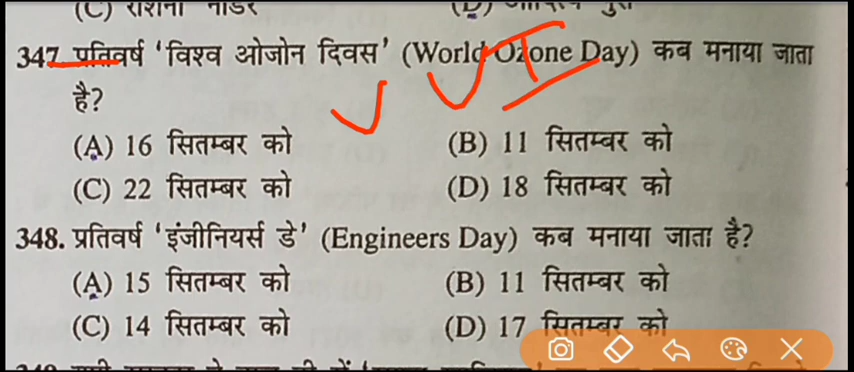 (C) राशिनी नाडर
347. प्रतिवर्ष 'विश्व ओजोन दिवस' (World Ozone Day) कब मनाया जाता
है?
(A) 16 सितम्बर को (B) 11 सितम्बर को
(C) 22 सितम्बर को (D) 18 सितम्बर को
348. प्रतिवर्ष 'इंजीनियर्स डे' (Engineers Day) कब मनाया जाता है?
(A) 15 सितम्बर को (B) 11 सितम्बर को
(C) 14 सितम्बर को (D) 17 सितम्बर को